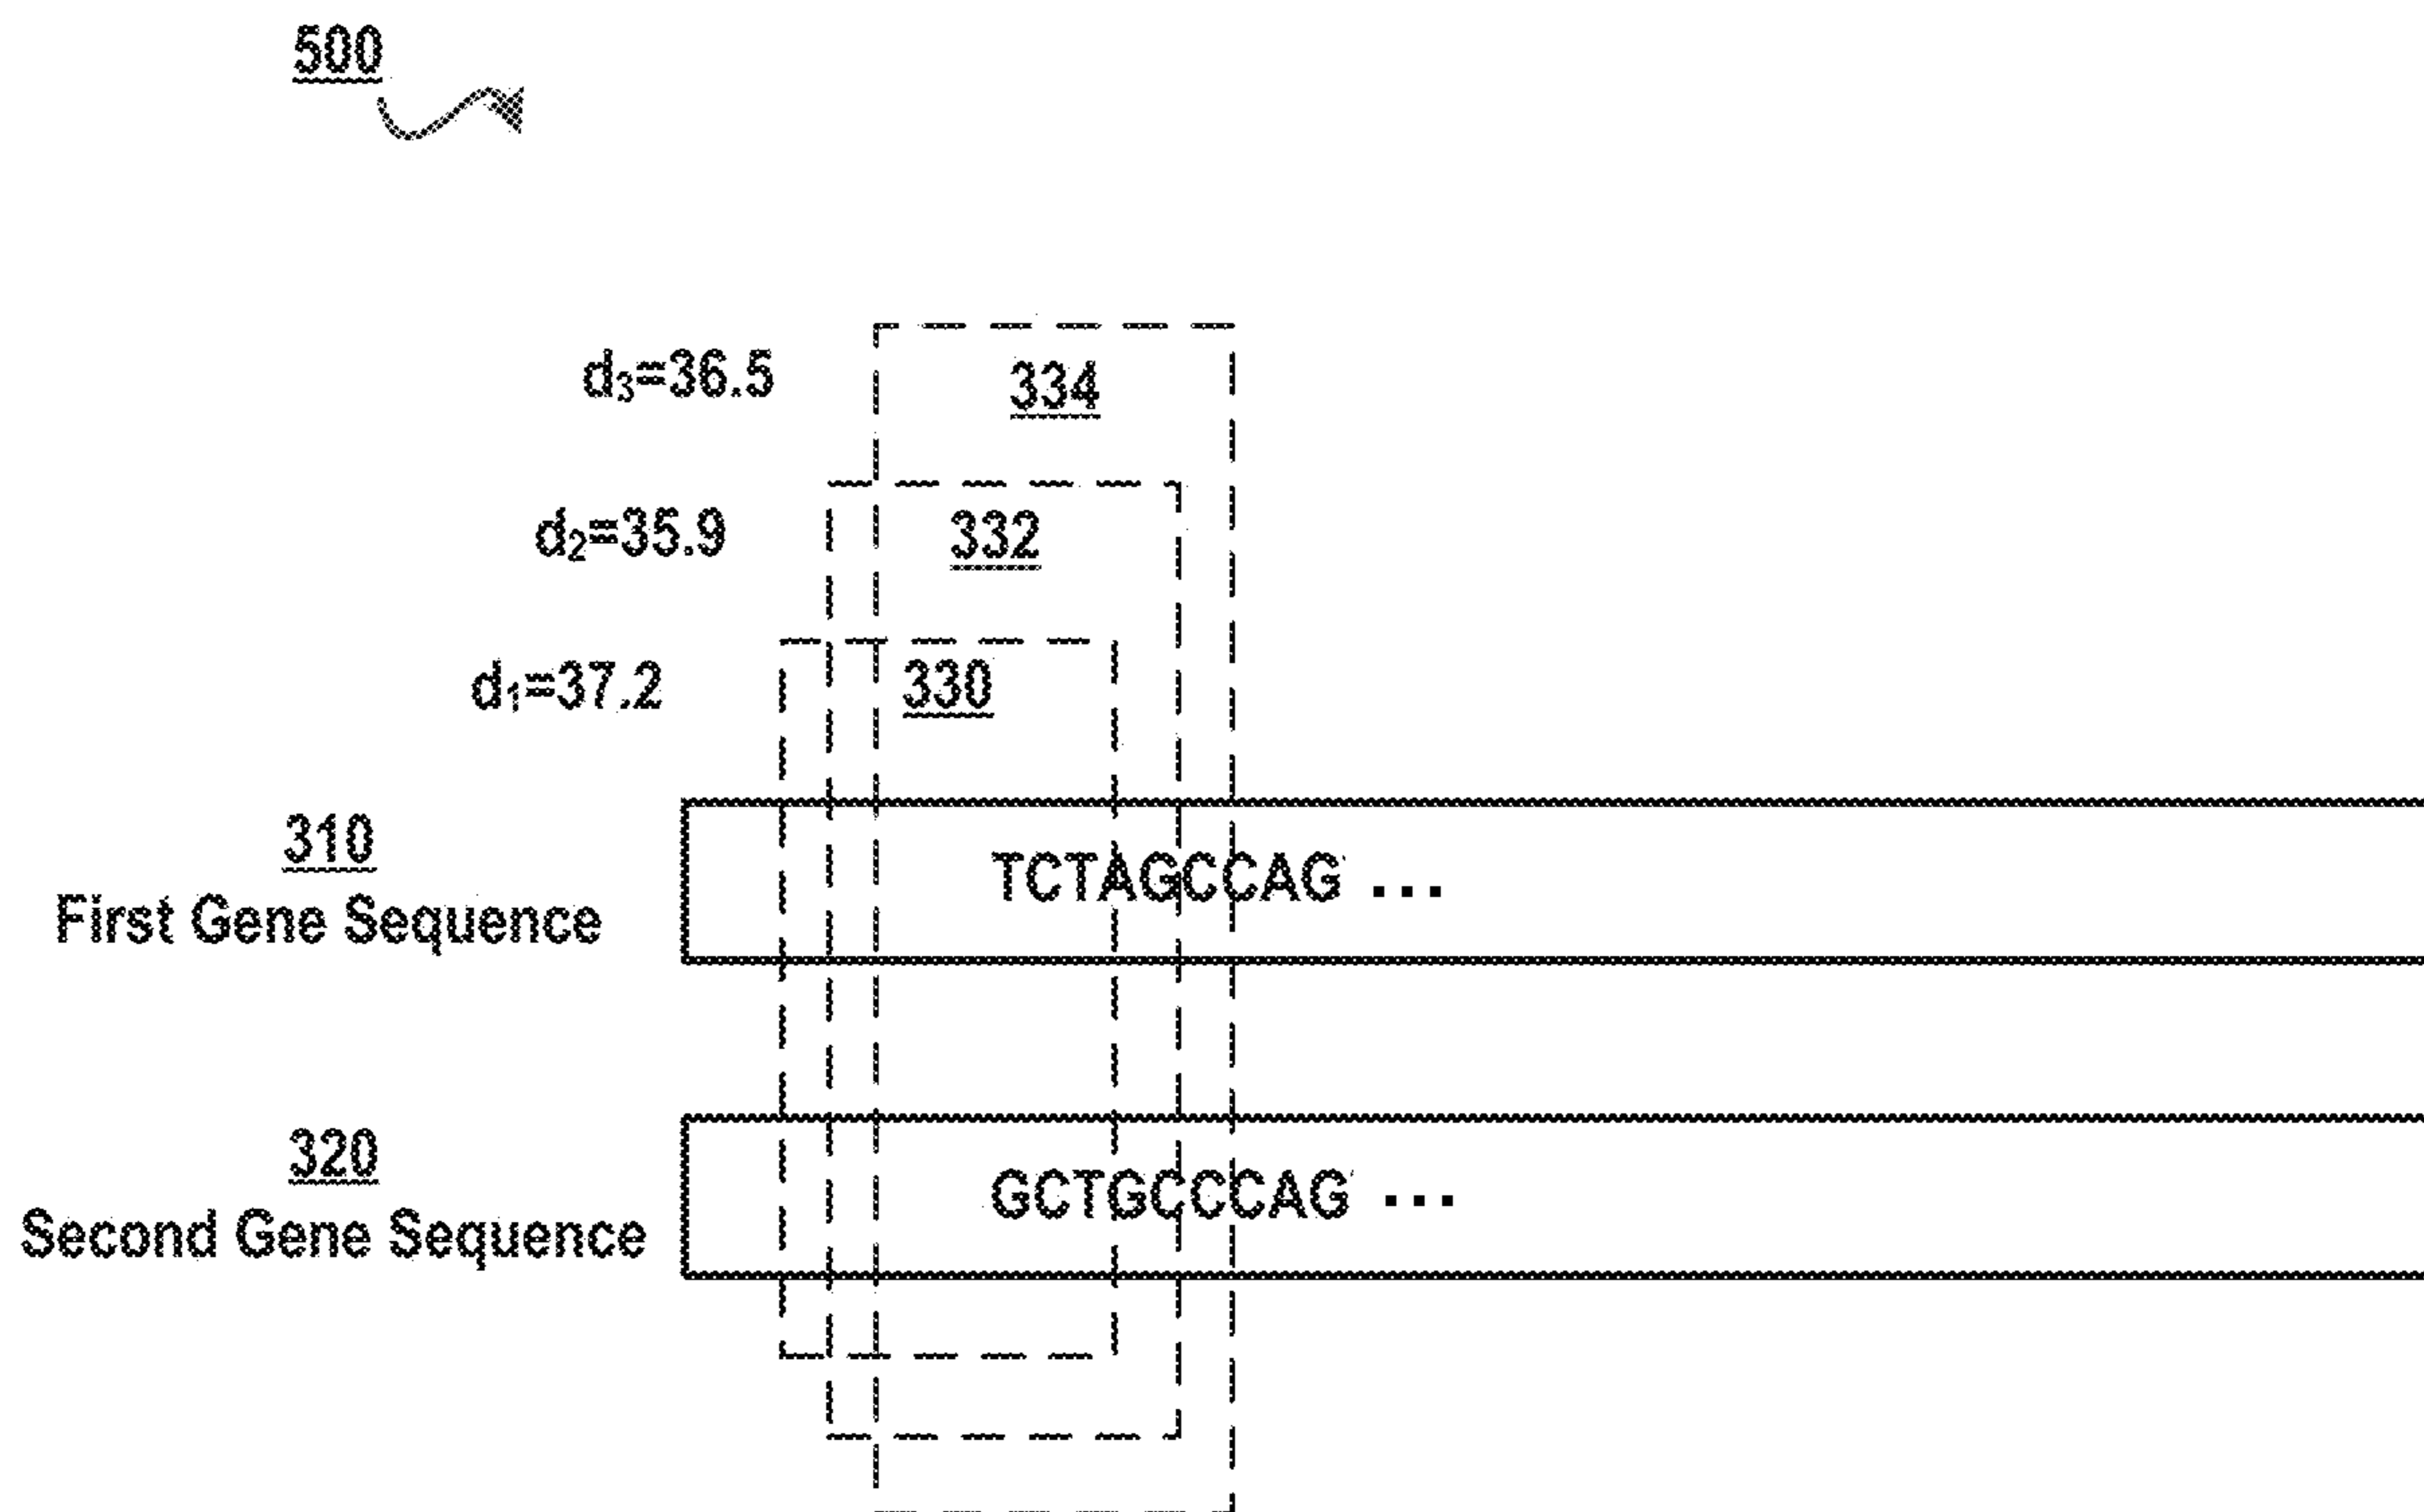 500
d₃=36.5
334
d₂=35.9
332
d₁=37.2
330
310
First Gene Sequence
TCTAGCCAG ...
320
Second Gene Sequence
GCTGCCCAG ...